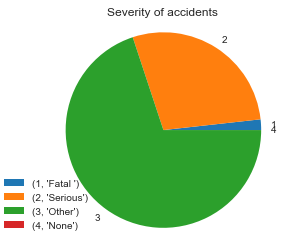 Severity of accidents
2
1
4
3
(1, 'Fatal ')
(2, 'Serious')
(3, 'Other')
(4, 'None')